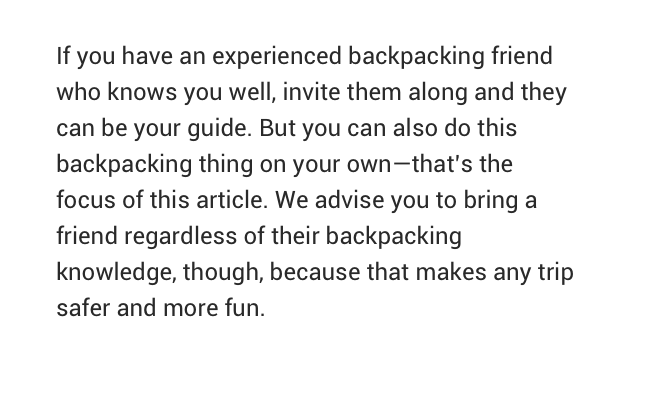 If you have an experienced backpacking friend
who knows you well, invite them along and they
can be your guide. But you can also do this
backpacking thing on your own—that's the
focus of this article. We advise you to bring a
friend regardless of their backpacking
knowledge, though, because that makes any trip
safer and more fun.